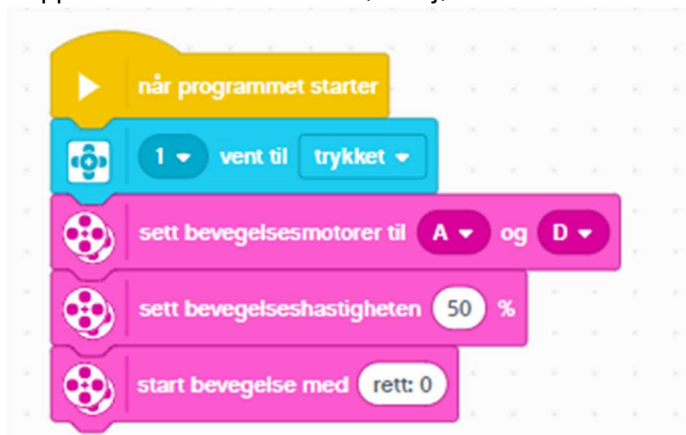 når programmet starter
1 vent til trykket
sett bevegelsesmotorer til A og D
sett bevegelseshastigheten 50 %
start bevegelse med rett: 0